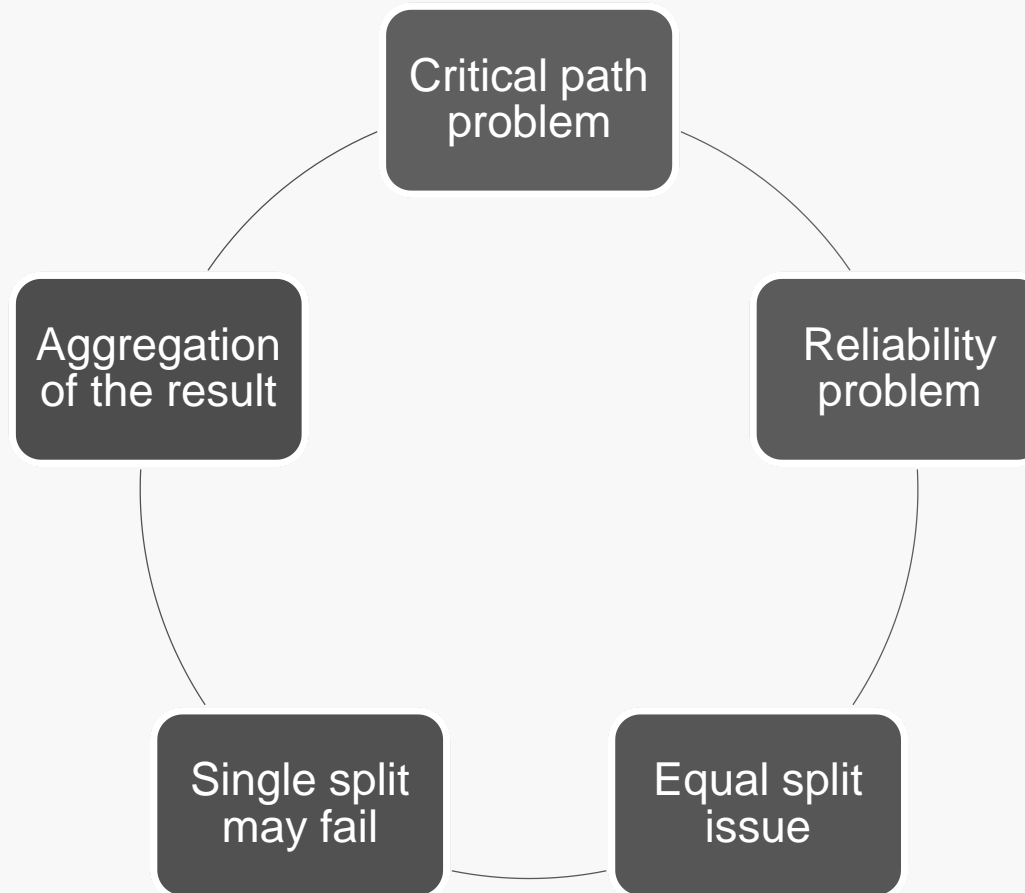 Critical path
problem
Reliability
problem
Equal split
issue
Single split
may fail
Aggregation
of the result